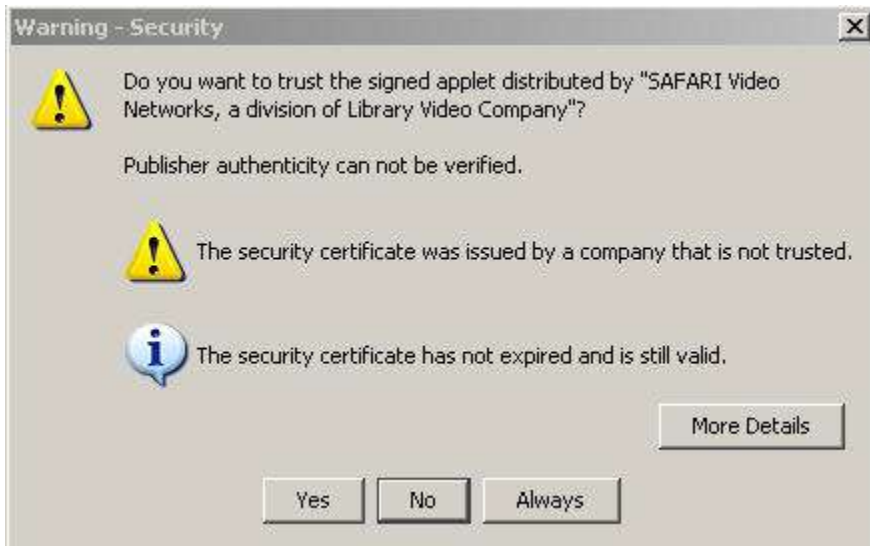 Warning - Security
Do you want to trust the signed applet distributed by "SAFARI Video
Networks, a division of Library Video Company"?
Publisher authenticity can not be verified.
The security certificate was issued by a company that is not trusted.
The security certificate has not expired and is still valid.
More Details
Yes No Always